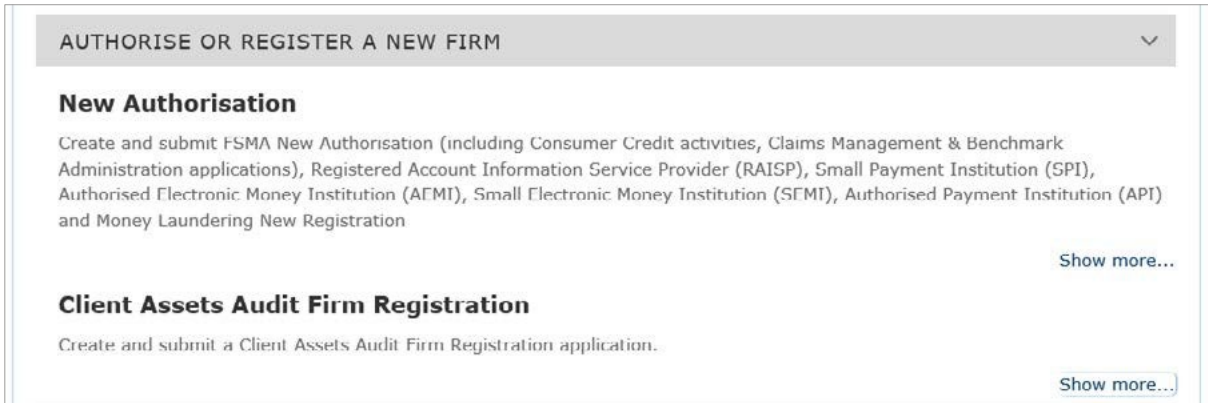 AUTHORISE OR REGISTER A NEW FIRM
New Authorisation
Create and submit FSMA New Authorisation (including Consumer Credit activities, Claims Management & Benchmark
Administration applications), Registered Account Information Service Provider (RAISP), Small Payment Institution (SPI),
Authorised Electronic Money Institution (AEMI), Small Electronic Money Institution (SEMI), Authorised Payment Institution (API)
and Money Laundering New Registration
Show more...
Client Assets Audit Firm Registration
Create and submit a Client Assets Audit Firm Registration application.
Show more...